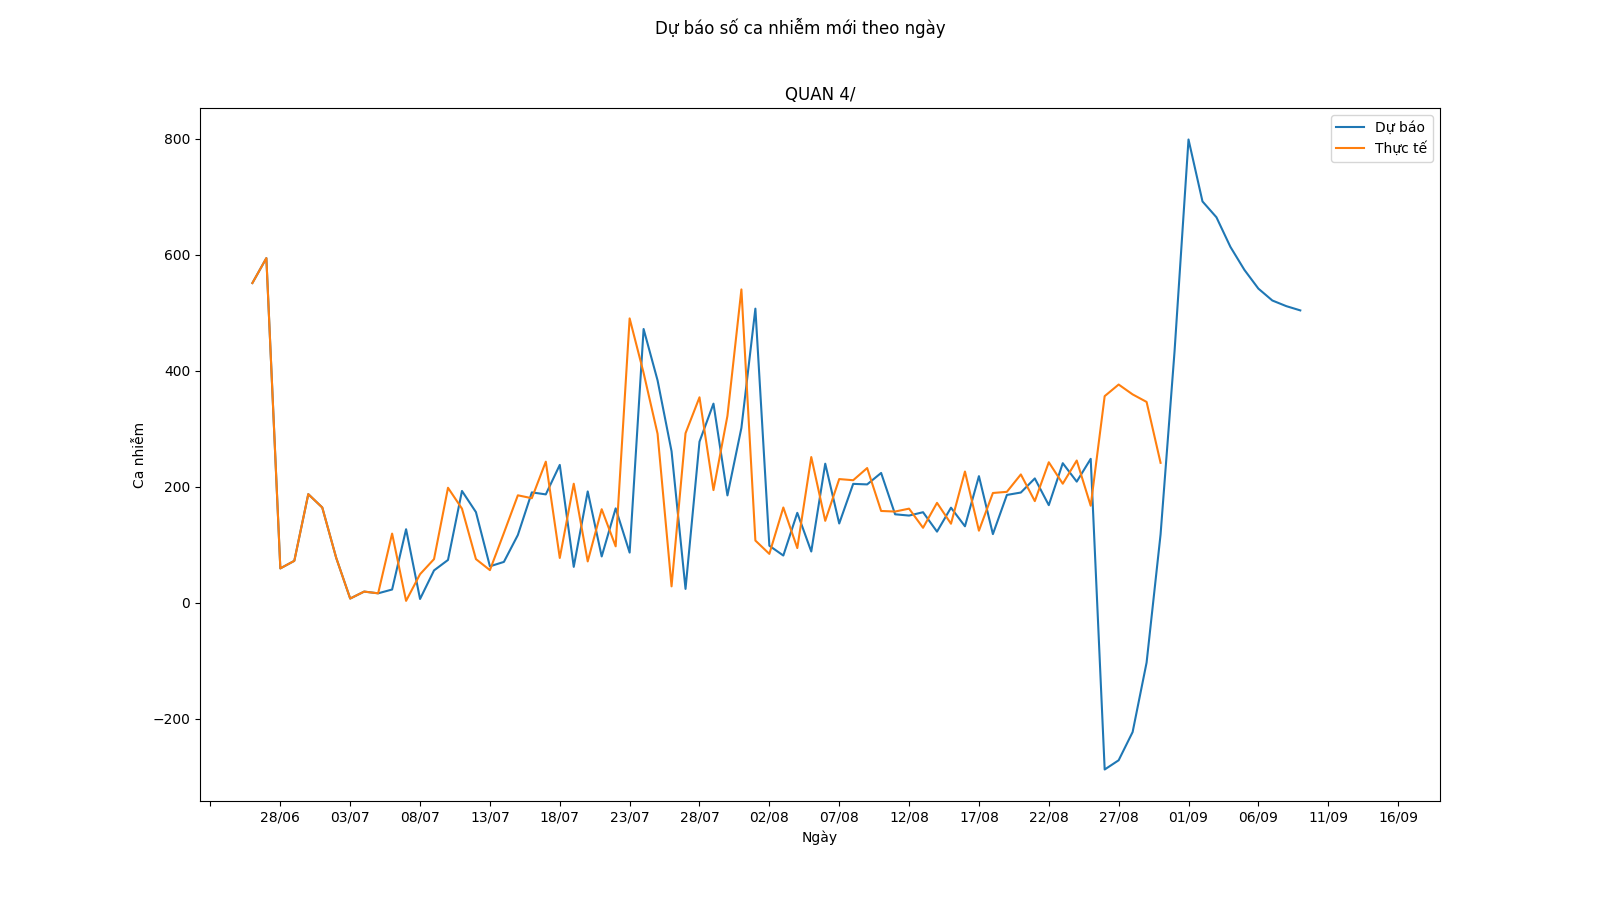 Dự báo số ca nhiễm mới theo ngày
QUAN 4/
Dự báo
Thực tế
800
600
400
200
0
−200
Ca nhiễm
28/06 03/07 08/07 13/07 18/07 23/07 28/07 02/08 07/08 12/08 17/08 22/08 27/08 01/09 06/09 11/09 16/09
Ngày